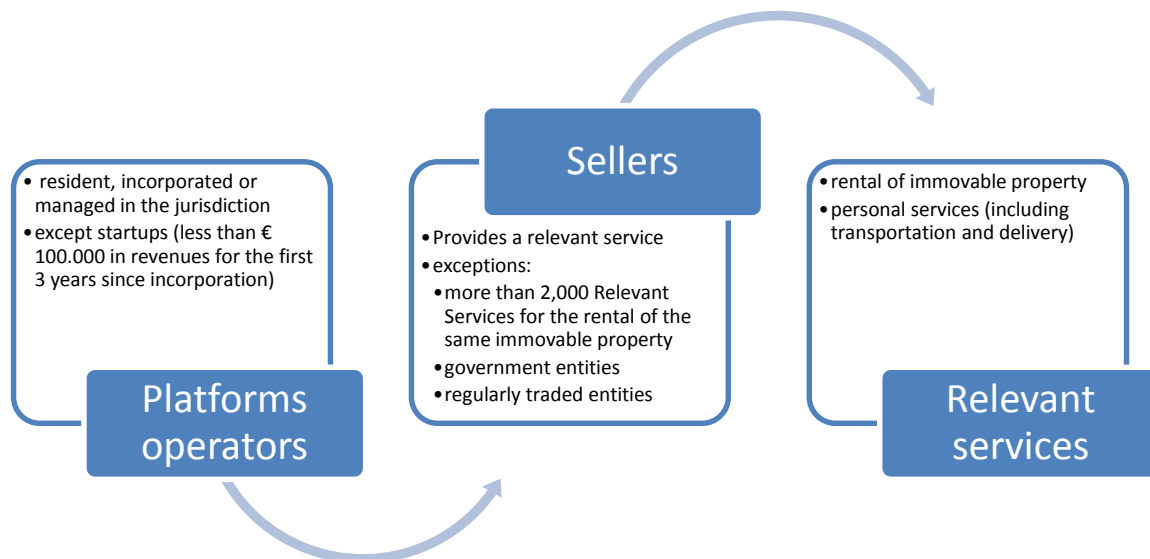 • resident, incorporated or
managed in the jurisdiction
• except startups (less than €
100.000 in revenues for the first
3 years since incorporation)
Platforms
operators
Sellers
• Provides a relevant service
• exceptions:
• more than 2,000 Relevant
Services for the rental of the
same immovable property
• government entities
• regularly traded entities
• rental of immovable property
• personal services (including
transportation and delivery)
Relevant
services